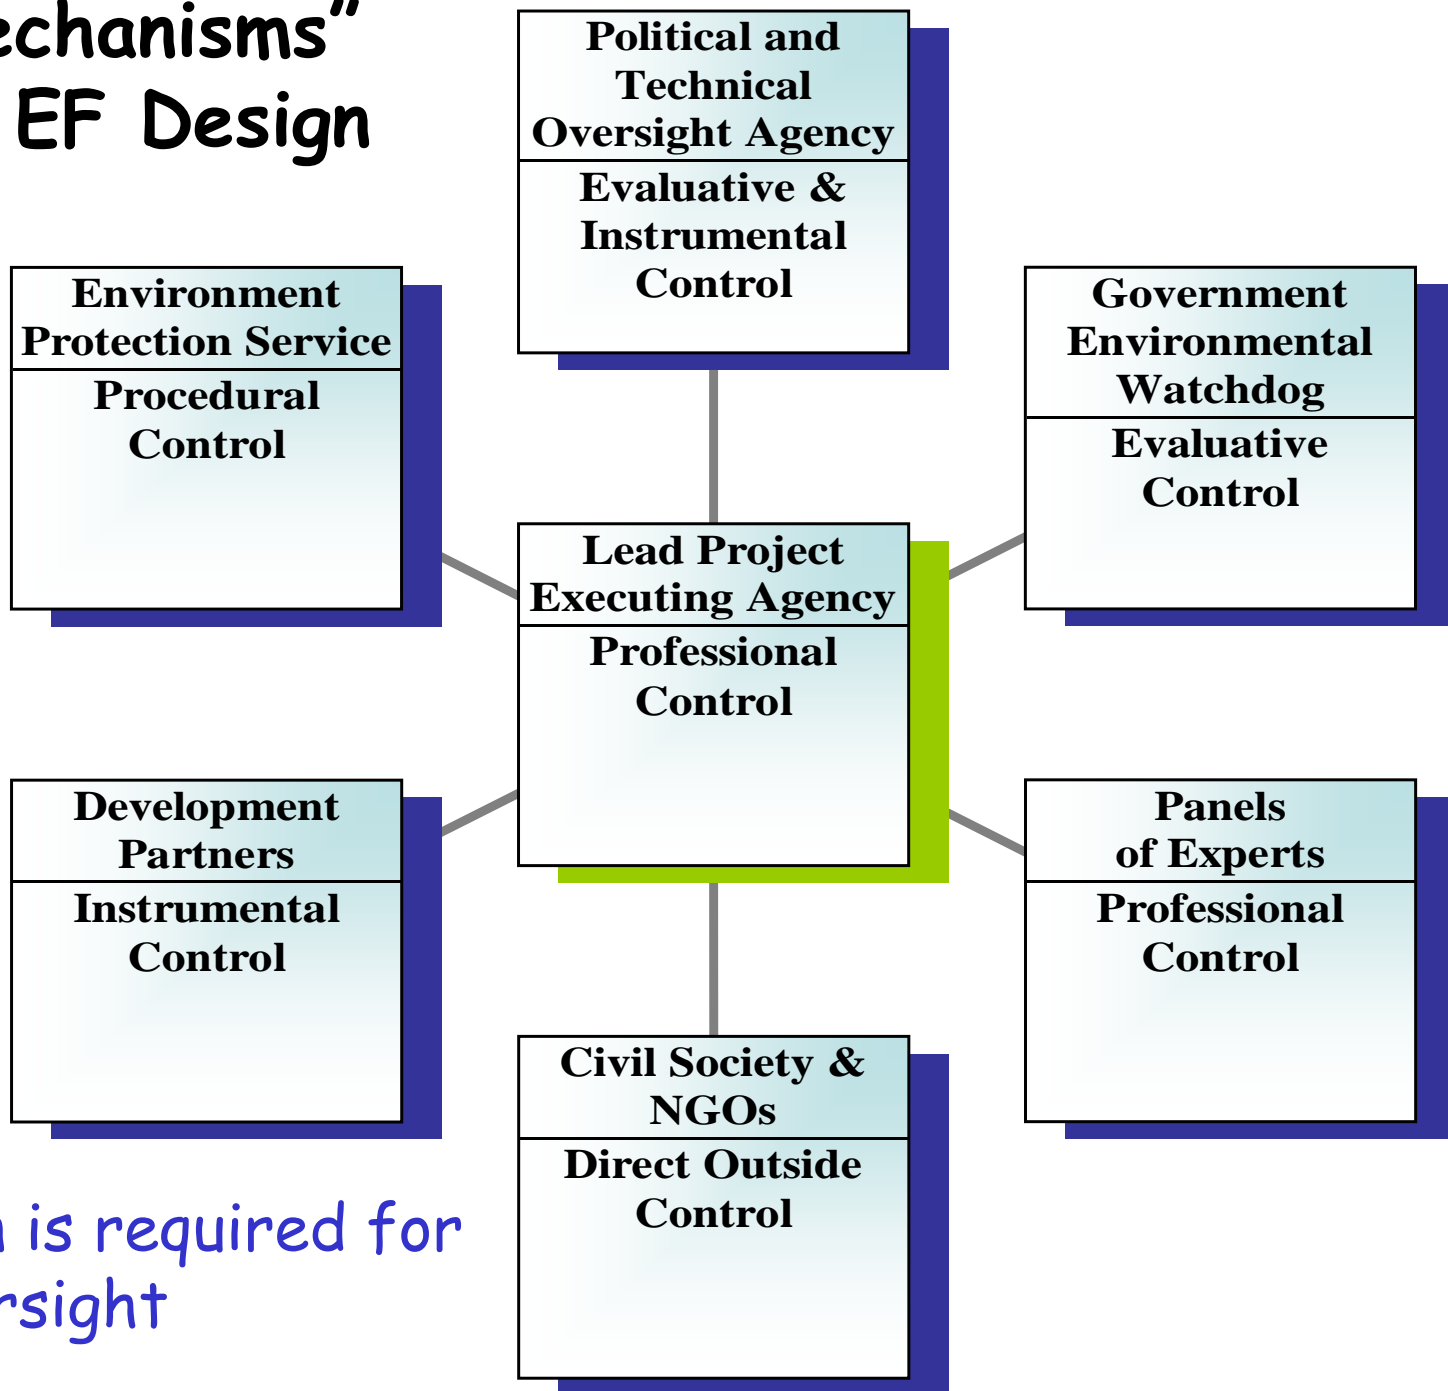 echanisms”
EF Design
Political and
Technical
Oversight Agency
Evaluative &
Instrumental
Control
Environment
Protection Service
Procedural
Control
Government
Environmental
Watchdog
Evaluative
Control
Lead Project
Executing Agency
Professional
Control
Development
Partners
Instrumental
Control
Panels
of Experts
Professional
Control
Civil Society &
NGOs
Direct Outside
Control
is required for
rsight